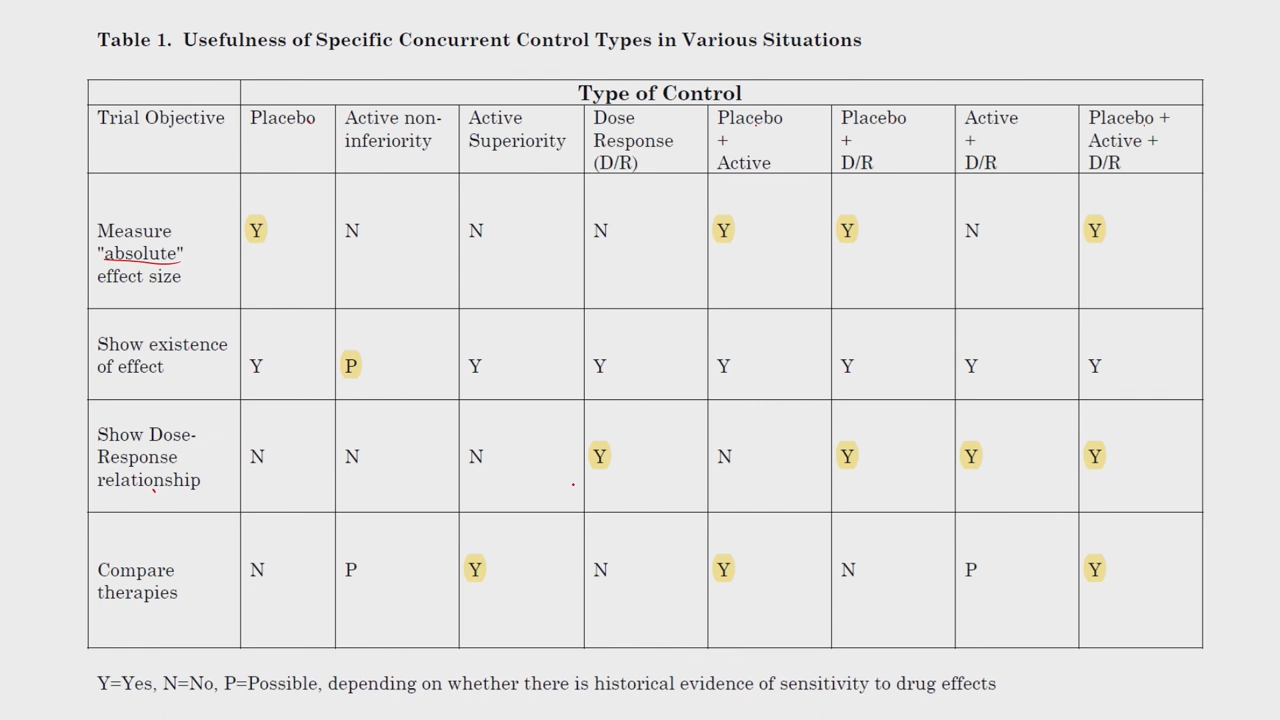 Table 1. Usefulness of Specific Concurrent Control Types in Various Situations
Type of Control
Trial Objective
Placebo
Active non-
inferiority
Active
Superiority
Dose
Response
(D/R)
Placebo
+
Active
Placebo
+
D/R
Active
+
D/R
Placebo +
Active +
D/R
Measure
"absolute"
effect size
Y
N
N
N
Y
Y
N
Y
Show existence
of effect
Y
P
Y
Y
Y
Y
Y
Y
Show Dose-
Response
relationship
N
N
N
Y
N
Y
Y
Y
Compare
therapies
N
P
Y
N
Y
N
P
Y
Y=Yes, N=No, P=Possible, depending on whether there is historical evidence of sensitivity to drug effects